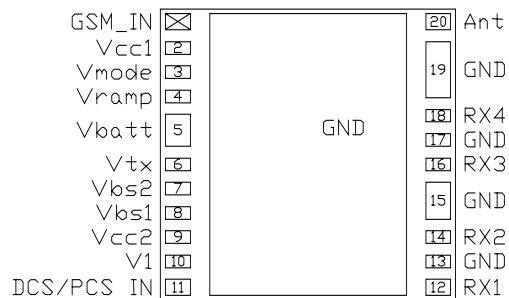 GSM_IN
Vcc1 2
Vmode 3
Vramp 4
Vbatt 5
Vtx 6
Vbs2 7
Vbs1 8
Vcc2 9
V1 10
DCS/PCS IN 11
GND
20 Ant
19 GND
18 RX4
17 GND
16 RX3
15 GND
14 RX2
13 GND
12 RX1